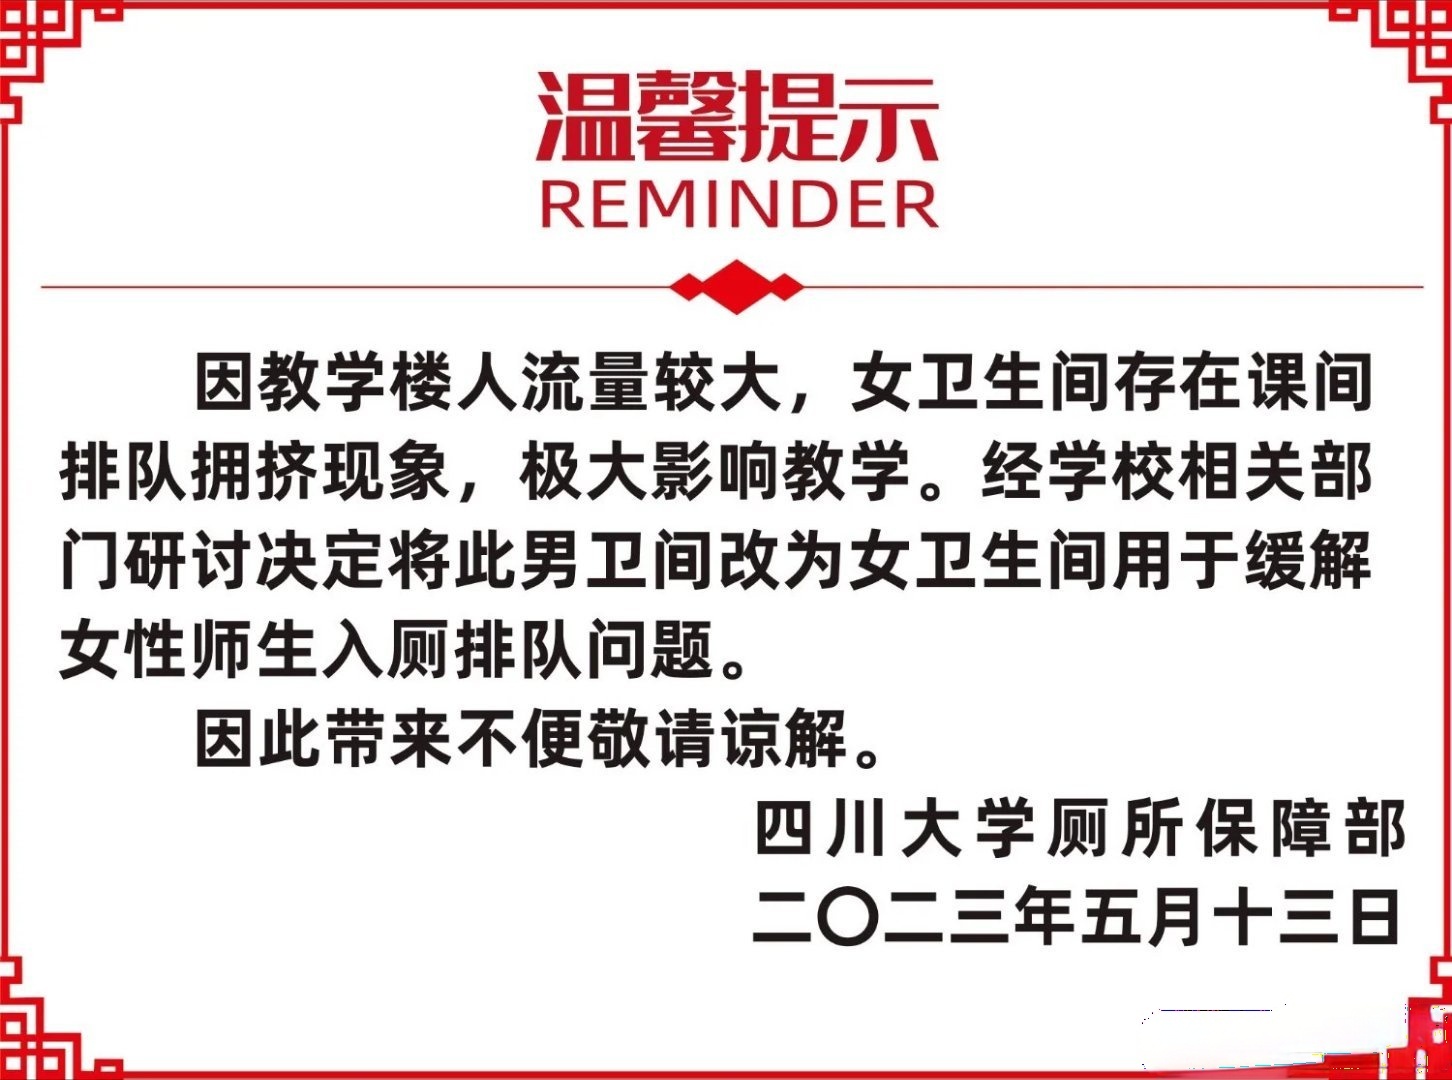 温馨提示
REMINDER
因教学楼人流量较大，女卫生间存在课间
排队拥挤现象，极大影响教学。经学校相关部
门研讨决定将此男卫间改为女卫生间用于缓解
女性师生入厕排队问题。
因此带来不便敬请谅解。
四川大学厕所保障部
二〇二三年五月十三日